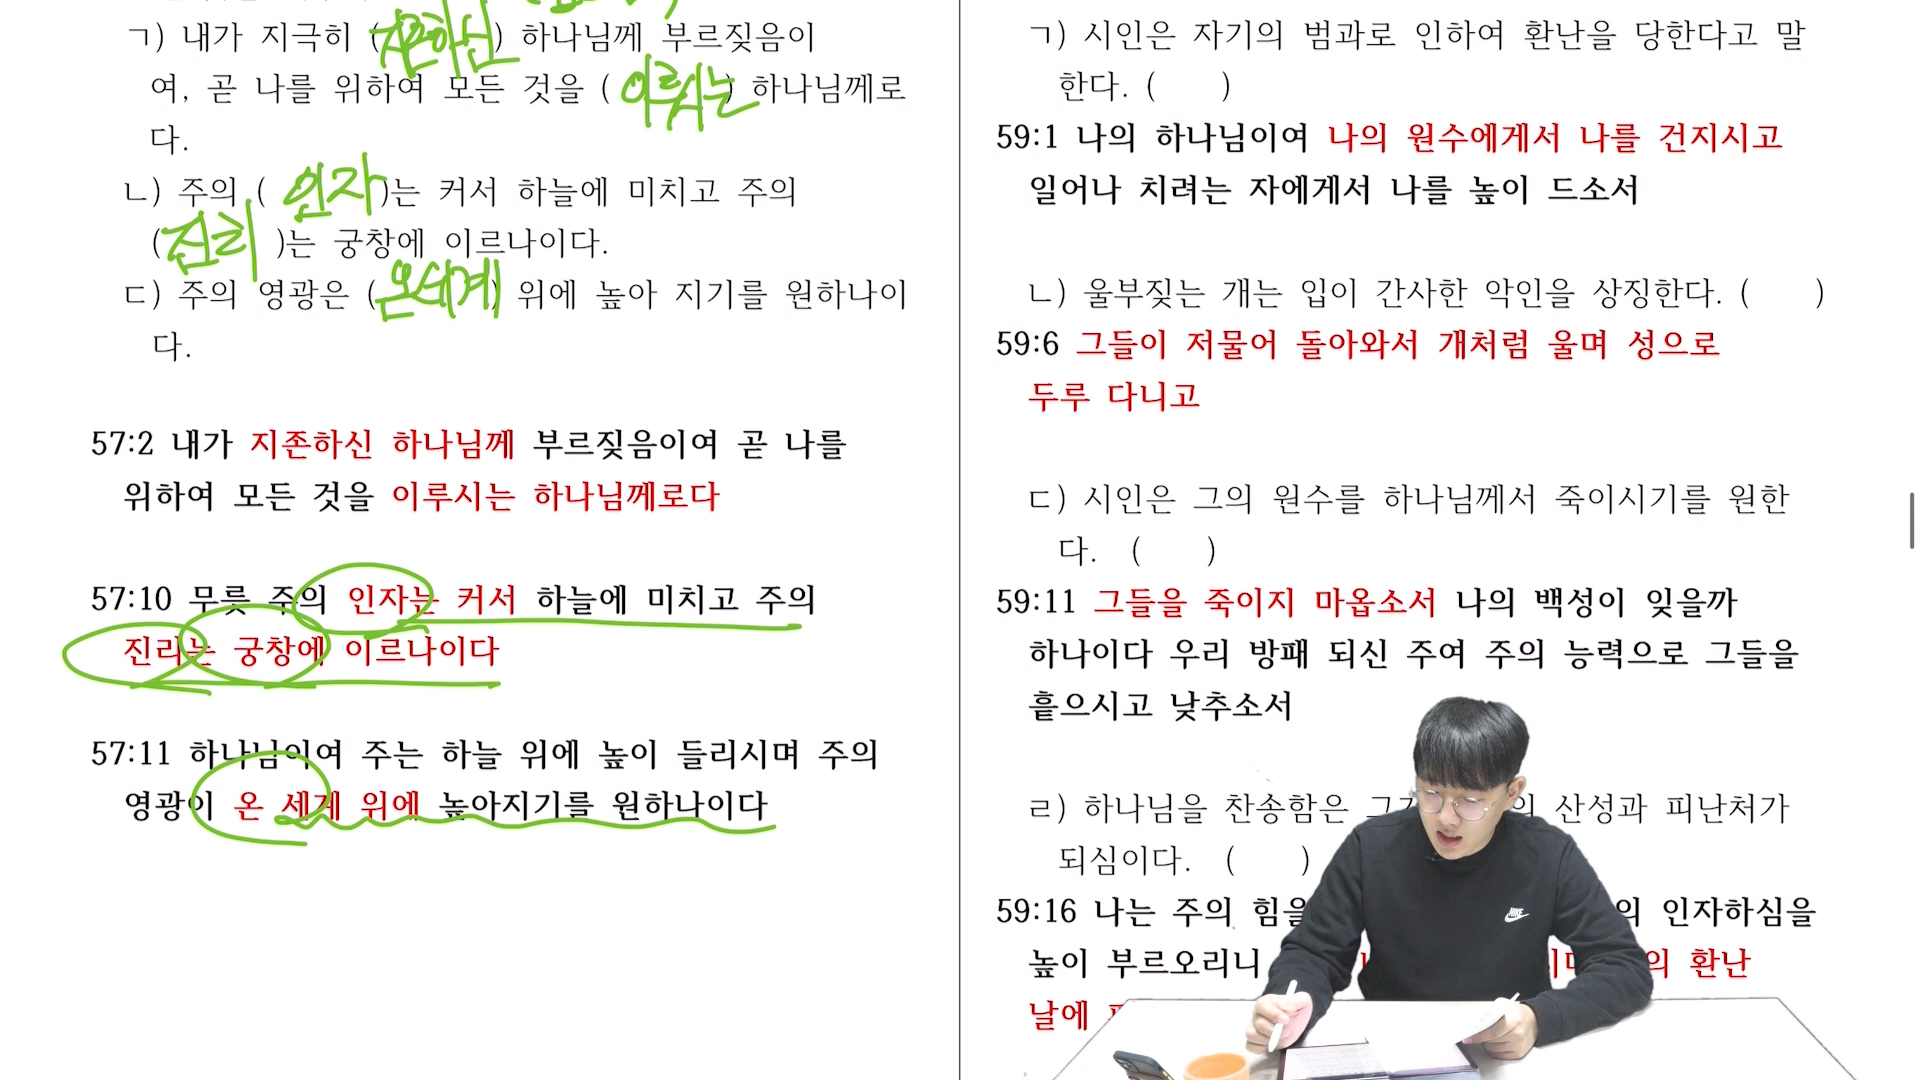 ㄱ) 내가 지극히 (지존하신) 하나님께 부르짖음이
여, 곧 나를 위하여 모든 것을 (이루시는) 하나님께로
다.
ㄴ) 주의 (인자)는 커서 하늘에 미치고 주의
(진리)는 궁창에 이르나이다.
ㄷ) 주의 영광은 (온세계) 위에 높아 지기를 원하나이
다.
57:2 내가 지존하신 하나님께 부르짖음이여 곧 나를
위하여 모든 것을 이루시는 하나님께로다
57:10 무릇 주의 인자는 커서 하늘에 미치고 주의
진리는 궁창에 이르나이다
57:11 하나님이여 주는 하늘 위에 높이 들리시며 주의
영광이 온 세계 위에 높아지기를 원하나이다
ㄱ) 시인은 자기의 범과로 인하여 환난을 당한다고 말
한다. (    )
59:1 나의 하나님이여 나의 원수에게서 나를 건지시고
일어나 치려는 자에게서 나를 높이 드소서
ㄴ) 울부짖는 개는 입이 간사한 악인을 상징한다. (    )
59:6 그들이 저물어 돌아와서 개처럼 울며 성으로
두루 다니고
ㄷ) 시인은 그의 원수를 하나님께서 죽이시기를 원한
다. (    )
59:11 그들을 죽이지 마옵소서 나의 백성이 잊을까
하나이다 우리 방패 되신 주여 주의 능력으로 그들을
흩으시고 낮추소서
ㄹ) 하나님을 찬송함은 산성과 피난처가
되심이다. (    )
59:16 나는 주의 힘을 인자하심을
높이 부르오리니 환난
날에
NIKE